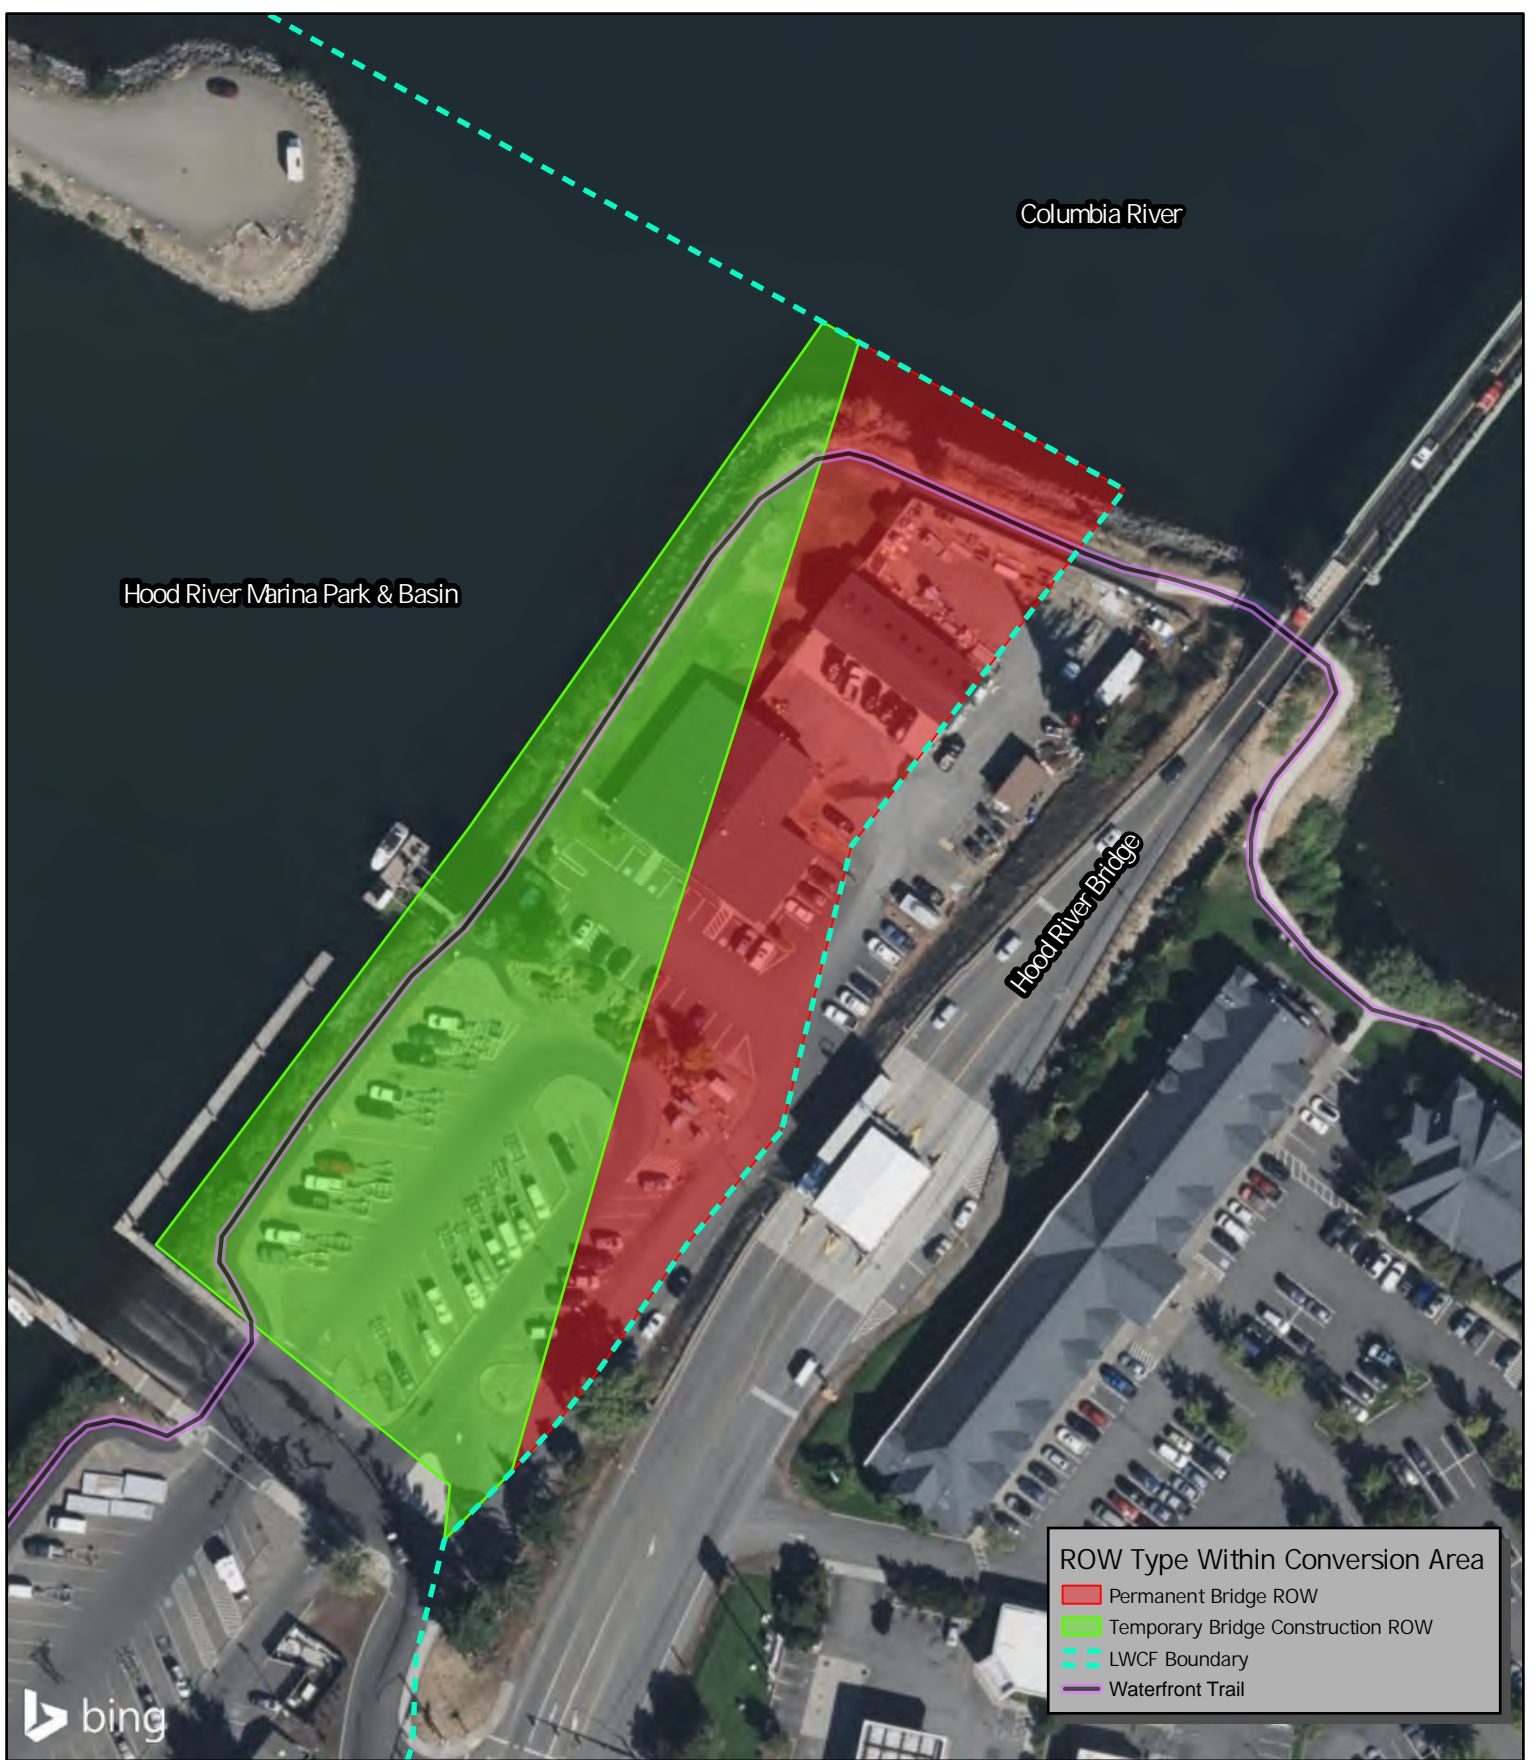 Columbia River
Hood River Marina Park & Basin
Hood River Bridge
ROW Type Within Conversion Area
Permanent Bridge ROW
Temporary Bridge Construction ROW
LWCF Boundary
Waterfront Trail
bing